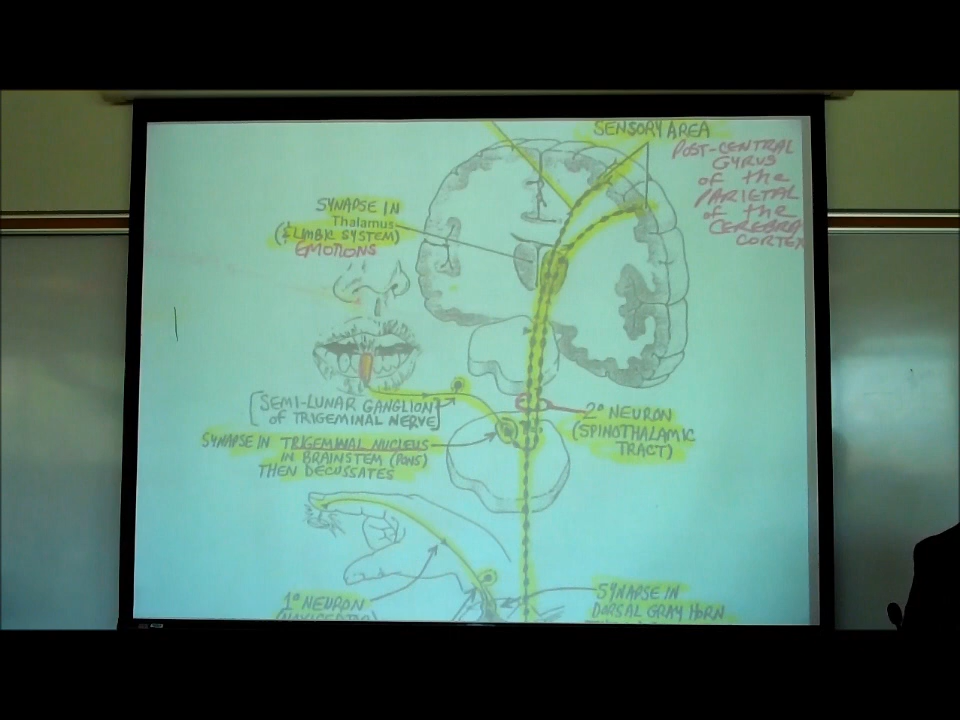 SENSORY AREA
POST-CENTRAL
GYRUS
of the
PARIETAL
of the
CEREBRA
CORTEX
SYNAPSE IN
Thalamus
(& LIMBIC SYSTEM)
EMOTIONS
[SEMI-LUNAR GANGLION
of TRIGEMINAL NERVE]
SYNAPSE IN TRIGEMINAL NUCLEUS
IN BRAINSTEM (PONS)
THEN DECUSSATES
2° NEURON
(SPINOTHALAMIC
TRACT)
1° NEURON
SYNAPSE IN
DORSAL GRAY HORN